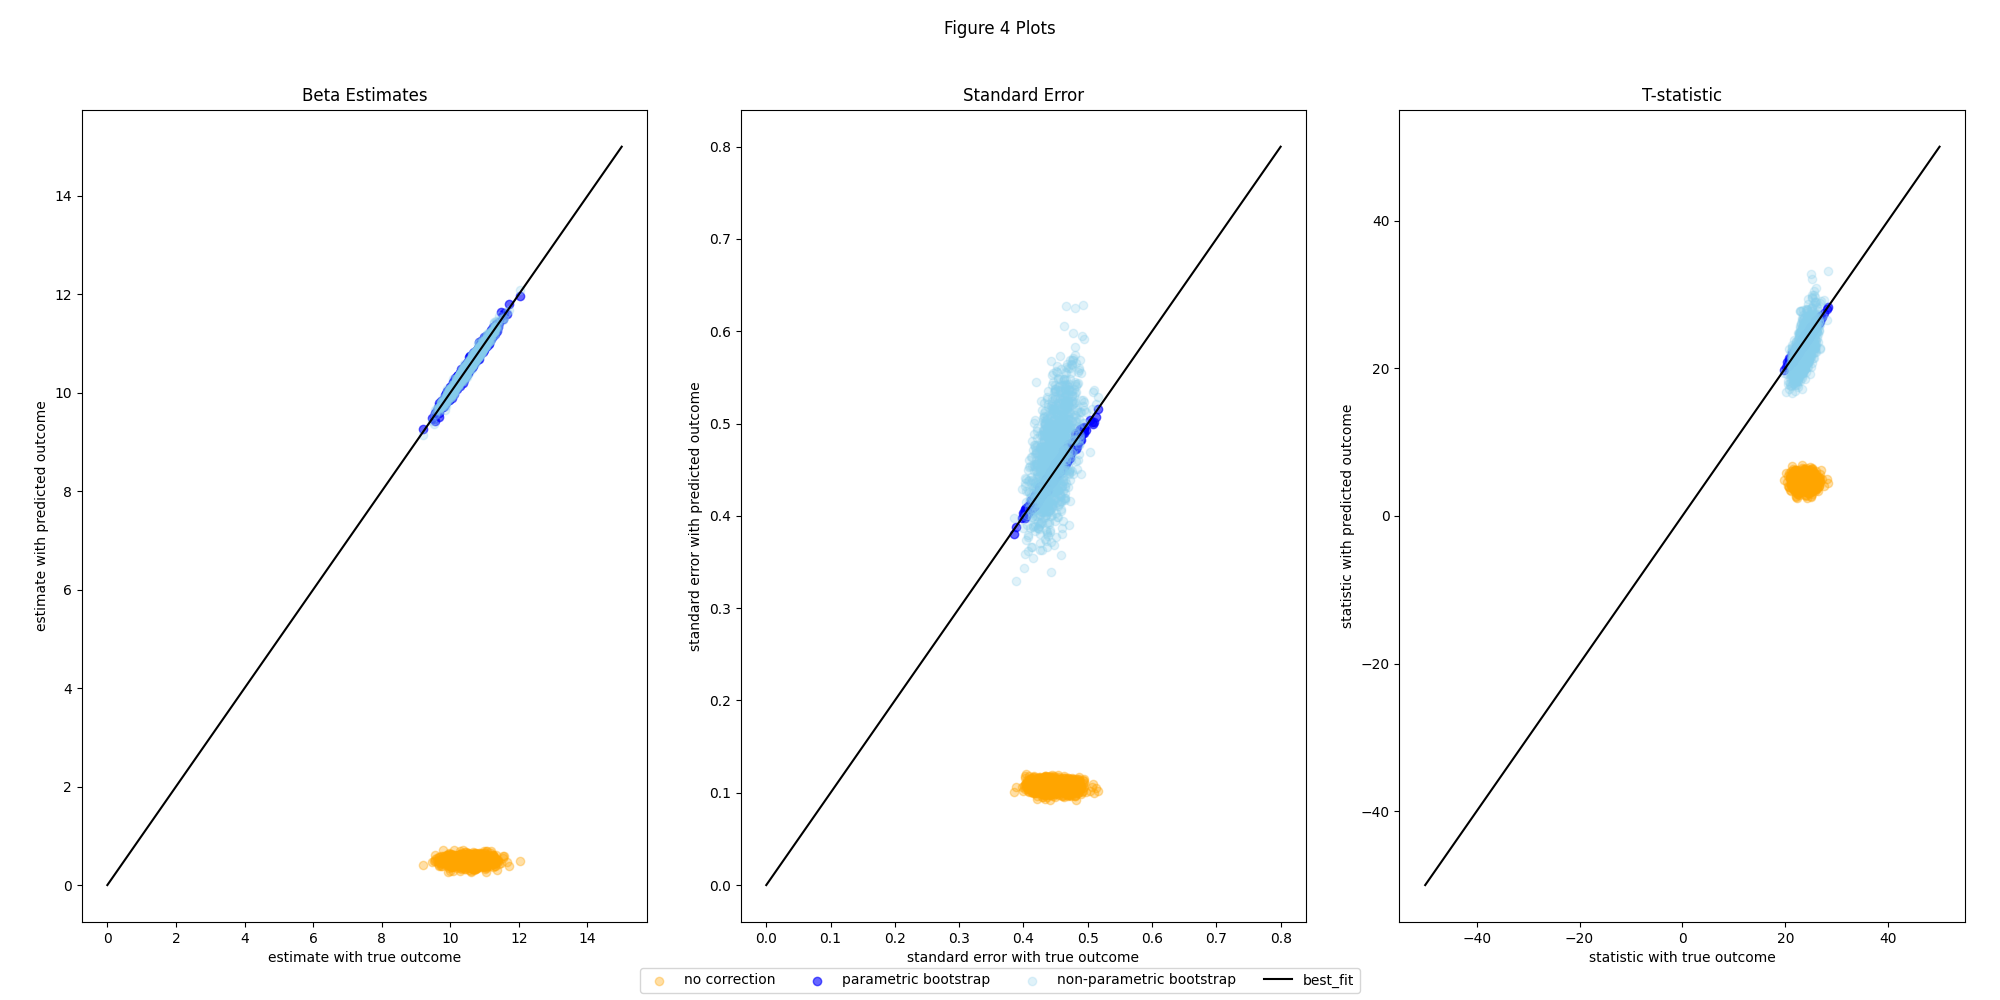 Figure 4 Plots
Beta Estimates
Standard Error
T-statistic
estimate with predicted outcome
14
12
10
8
6
4
2
0
0 2 4 6 8 10 12 14
estimate with true outcome
standard error with predicted outcome
0.8
0.7
0.6
0.5
0.4
0.3
0.2
0.1
0.0
0.0 0.1 0.2 0.3 0.4 0.5 0.6 0.7 0.8
standard error with true outcome
statistic with predicted outcome
40
20
0
−20
−40
−40 −20 0 20 40
statistic with true outcome
no correction
parametric bootstrap
non-parametric bootstrap
best_fit